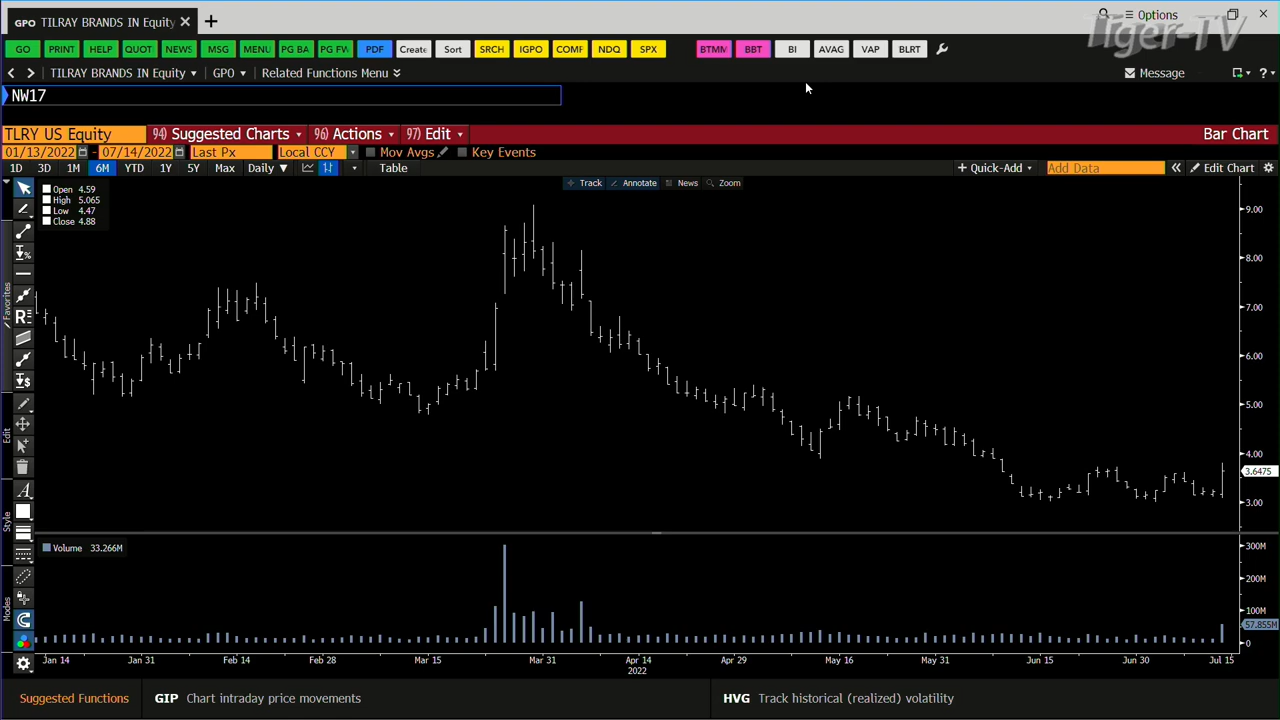 GPO TILRAY BRANDS IN Equity
Options
Tiger-TV
GO PRINT HELP QUOT NEWS MSG MENU PG BA PG FW PDF Create Sort SRCH IGPO COMF NDQ SPX BTMM BBT BI AVAG VAP BLRT
TILRAY BRANDS IN Equity GPO Related Functions Menu Message ?
NW17
TLRY US Equity 94) Suggested Charts 96) Actions 97) Edit Bar Chart
01/13/2022 - 07/14/2022 Last Px Local CCY Mov Avgs Key Events
1D 3D 1M 6M YTD 1Y 5Y Max Daily Table + Quick-Add Add Data Edit Chart
Track Annotate News Zoom
Open 4.59
High 5.065
Low 4.47
Close 4.88
Favorites
Edit
Style
Modes
9.00
8.00
7.00
6.00
5.00
4.00
3.6475
3.00
Volume 33.266M
300M
200M
100M
57.855M
0
Jan 14 Jan 31 Feb 14 Feb 28 Mar 15 Mar 31 Apr 14 Apr 29 May 16 May 31 Jun 15 Jun 30 Jul 15
2022
Suggested Functions GIP Chart intraday price movements HVG Track historical (realized) volatility